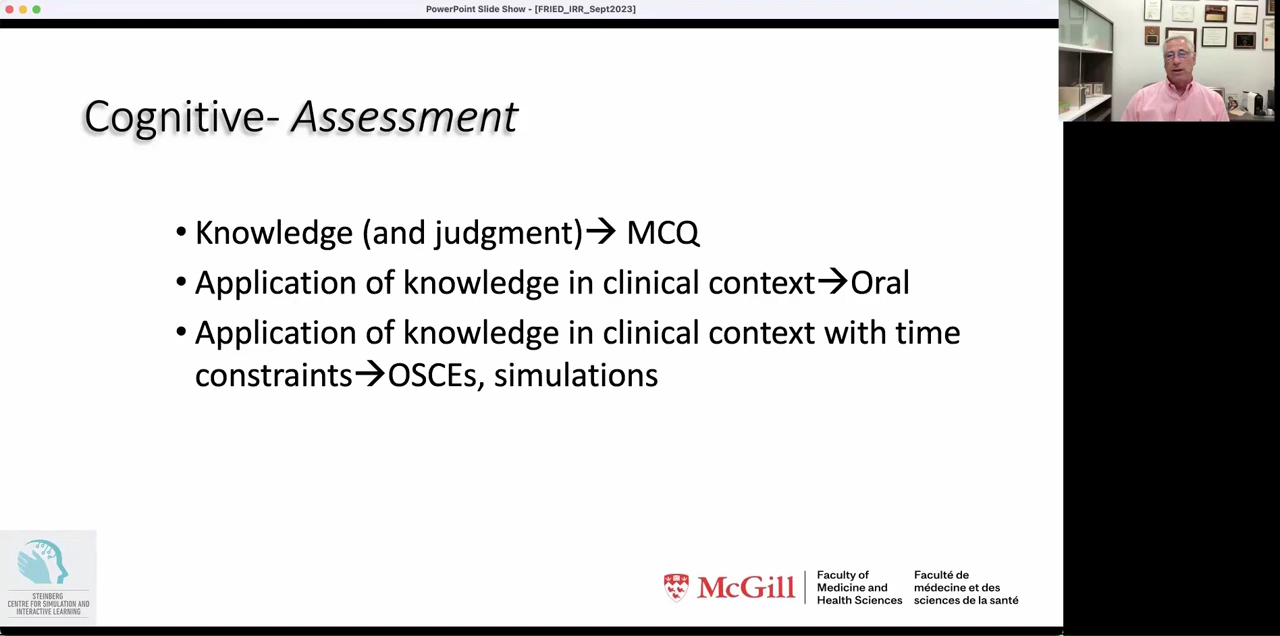 PowerPoint Slide Show - [FRIED_IRR_Sept2023]
Cognitive- Assessment
• Knowledge (and judgment)→ MCQ
• Application of knowledge in clinical context→Oral
• Application of knowledge in clinical context with time
constraints→OSCEs, simulations
STEINBERG
CENTRE FOR SIMULATION AND
INTERACTIVE LEARNING
McGill
Faculty of
Medicine and
Health Sciences
Faculté de
médecine et des
sciences de la santé